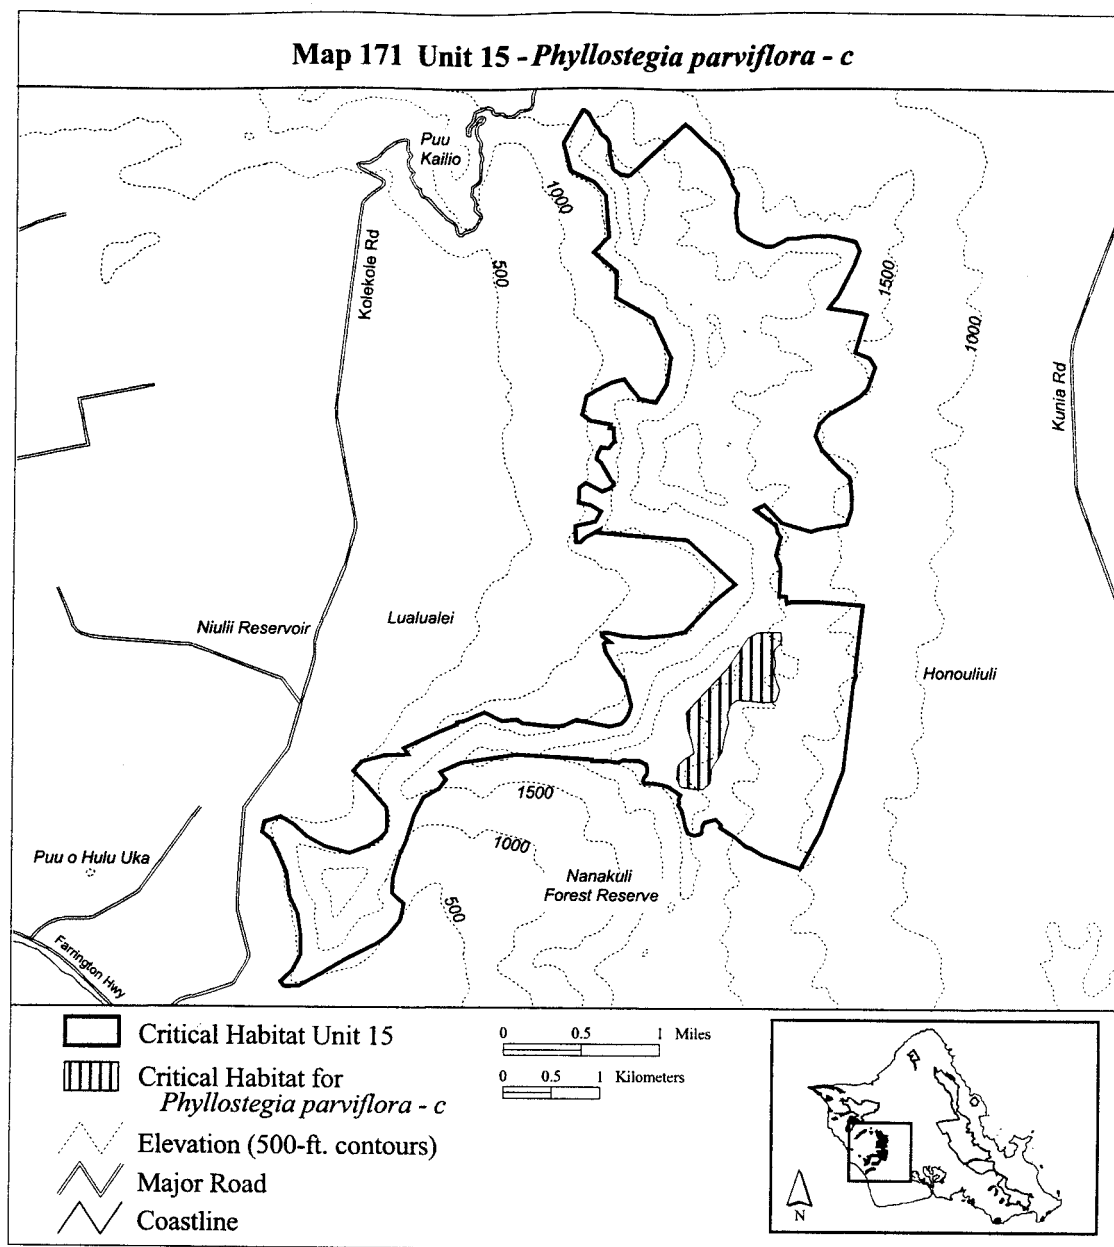 Map 171 Unit 15 - Phyllostegia parviflora - c
Puu
Kailio
1000
500
Kolekole Rd
1500
1000
Kunia Rd
Niulii Reservoir
Lualualei
Honouliuli
1500
1000
Puu o Hulu Uka
Nanakuli
Forest Reserve
500
Farrington Hwy
Critical Habitat Unit 15
Critical Habitat for
Phyllostegia parviflora - c
Elevation (500-ft. contours)
Major Road
Coastline
0 0.5 1 Miles
0 0.5 1 Kilometers
N